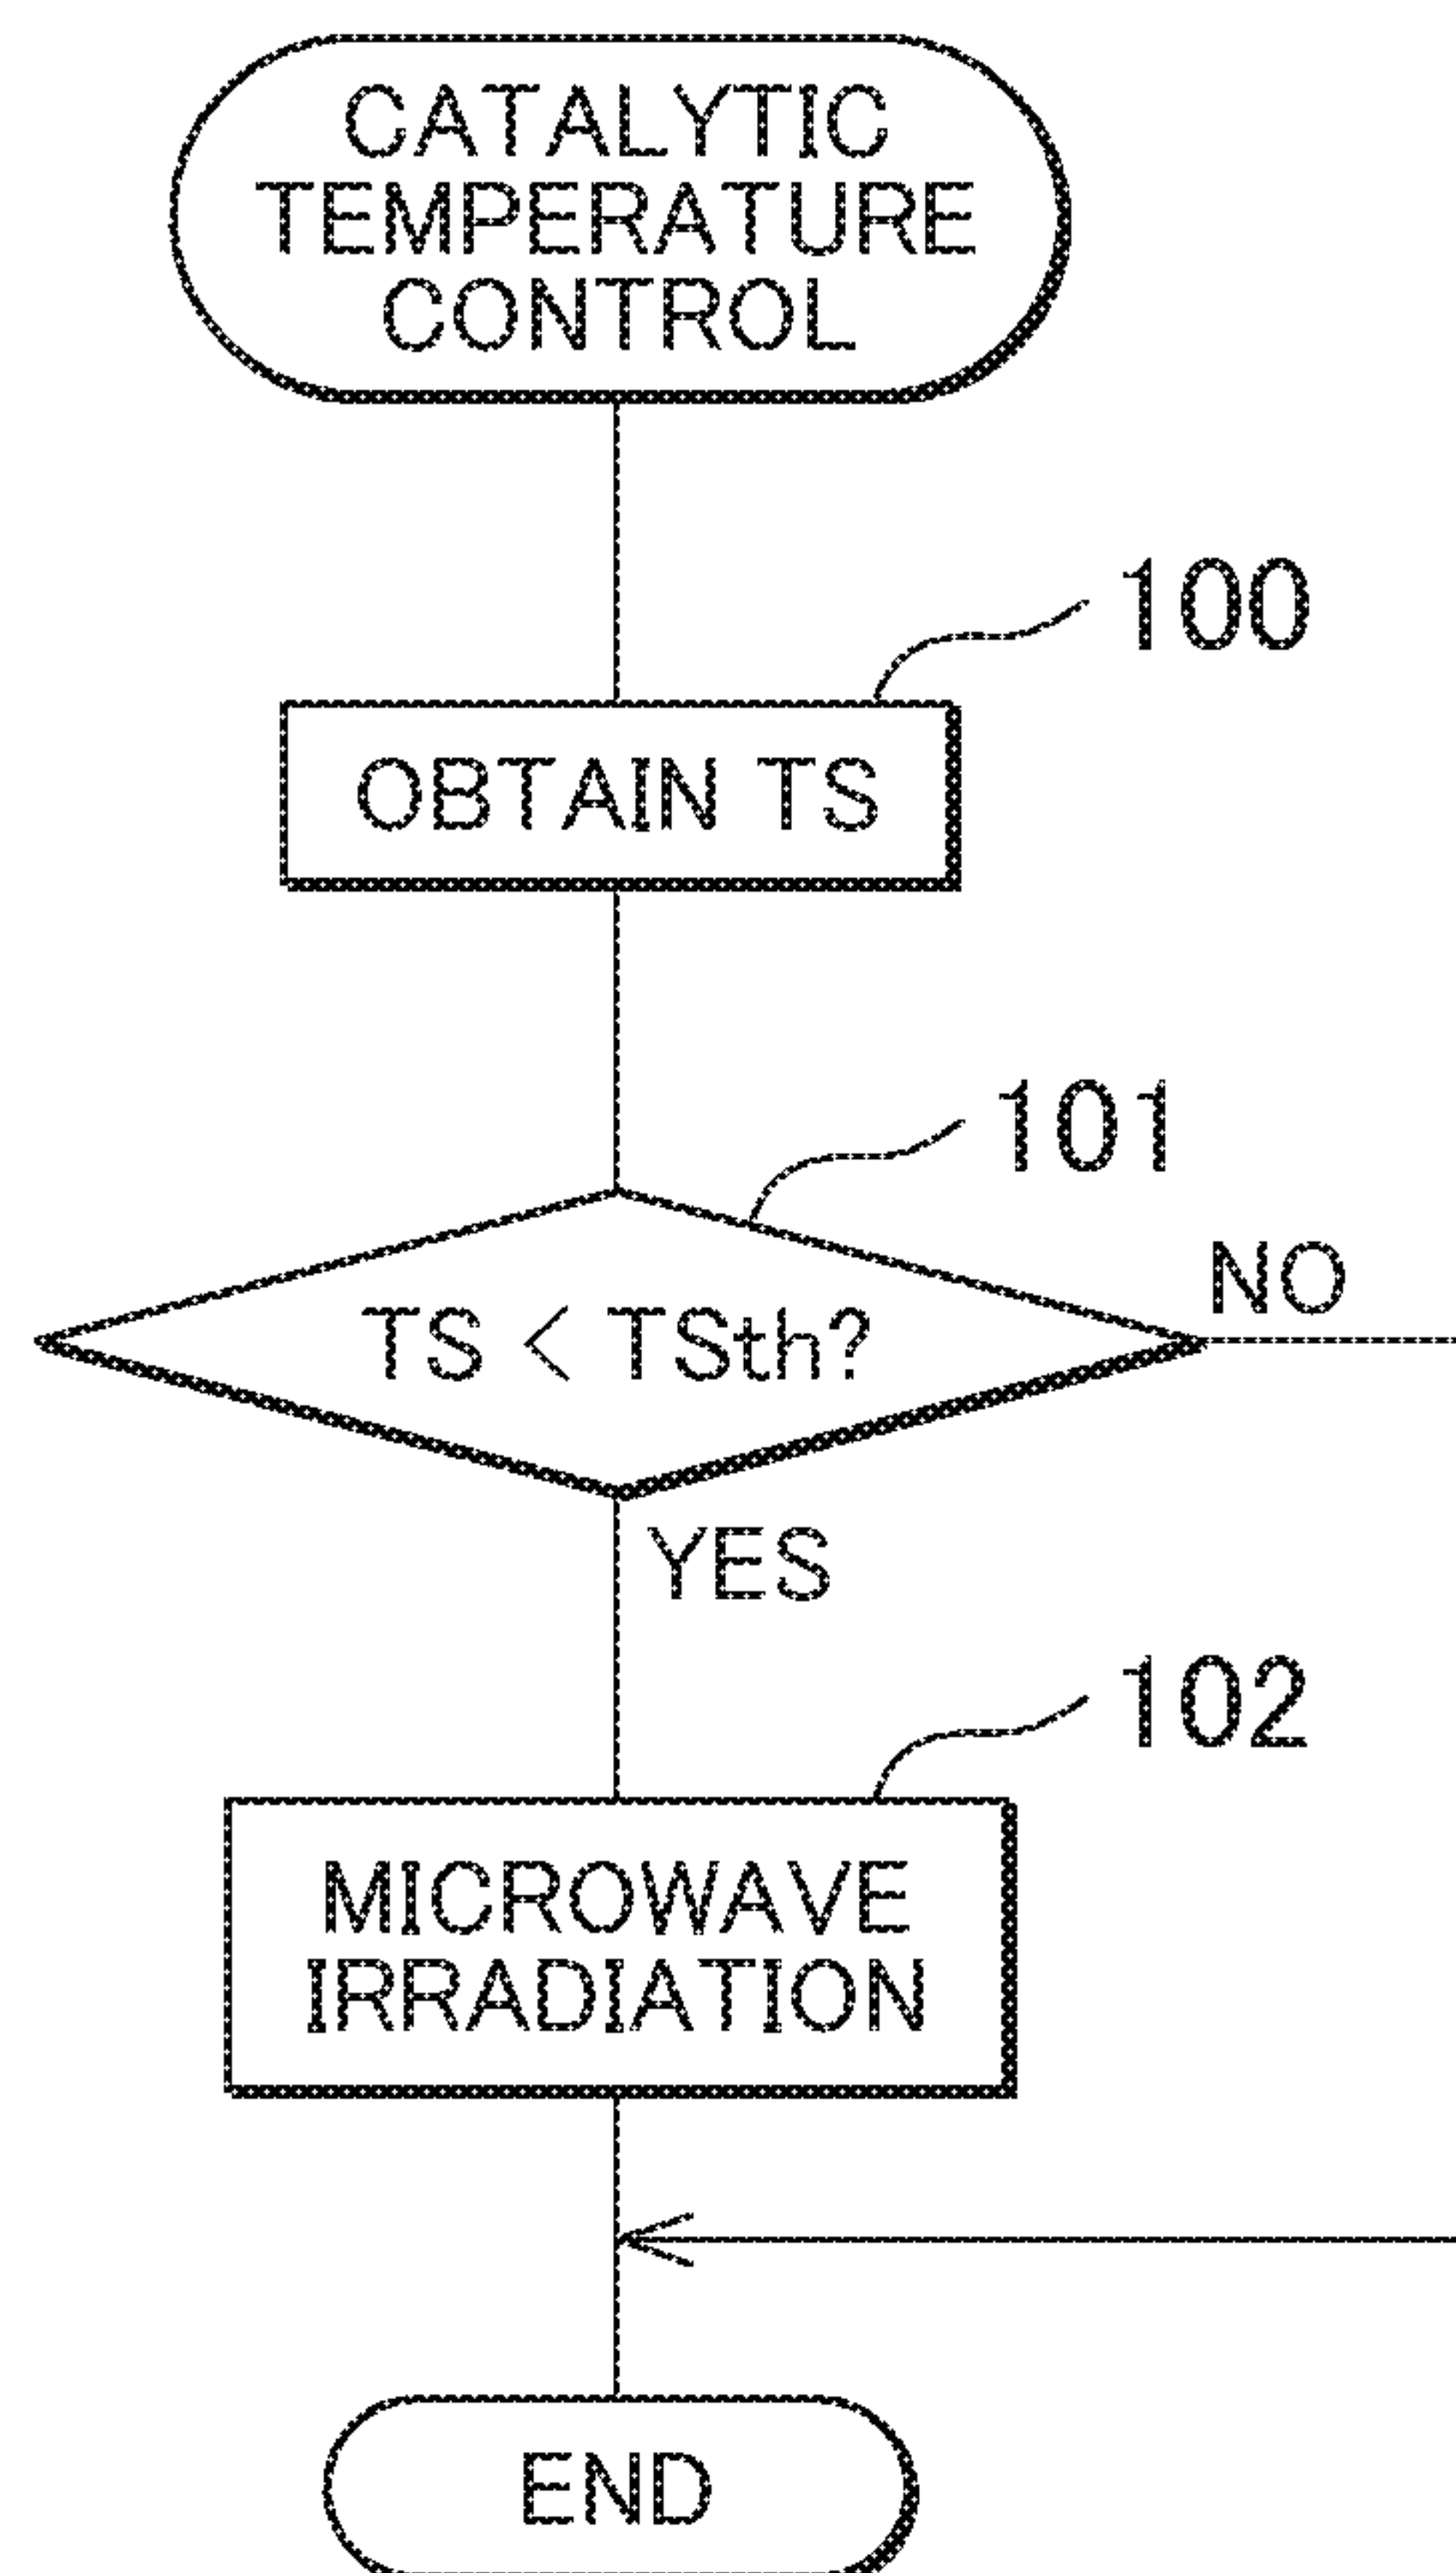 CATALYTIC
TEMPERATURE
CONTROL
100
OBTAIN TS
101
TS < TSth?
NO
YES
102
MICROWAVE
IRRADIATION
END